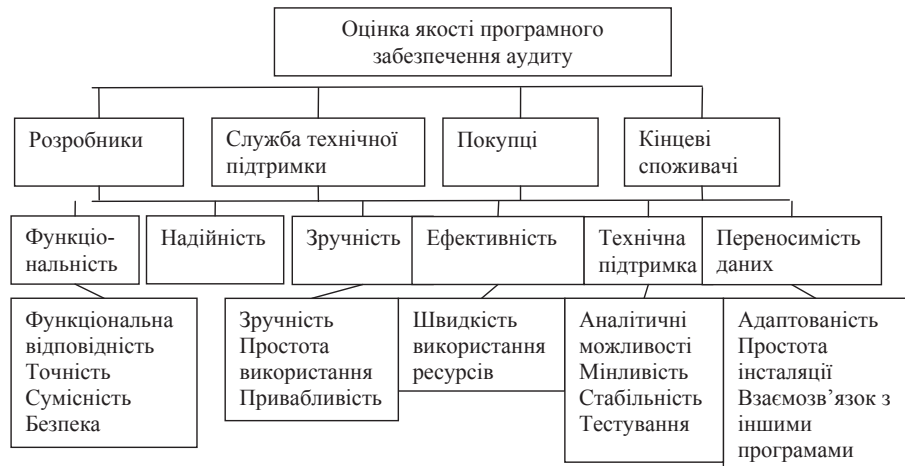 Оцінка якості програмного
забезпечення аудиту
Розробники
Служба технічної
підтримки
Покупці
Кінцеві
споживачі
Функціо-
нальність
Надійність
Зручність
Ефективність
Технічна
підтримка
Переносимість
даних
Функціональна
відповідність
Точність
Сумісність
Безпека
Зручність
Простота
використання
Привабливість
Швидкість
використання
ресурсів
Аналітичні
можливості
Мінливість
Стабільність
Тестування
Адаптованість
Простота
інсталяції
Взаємозв’язок з
іншими
програмами